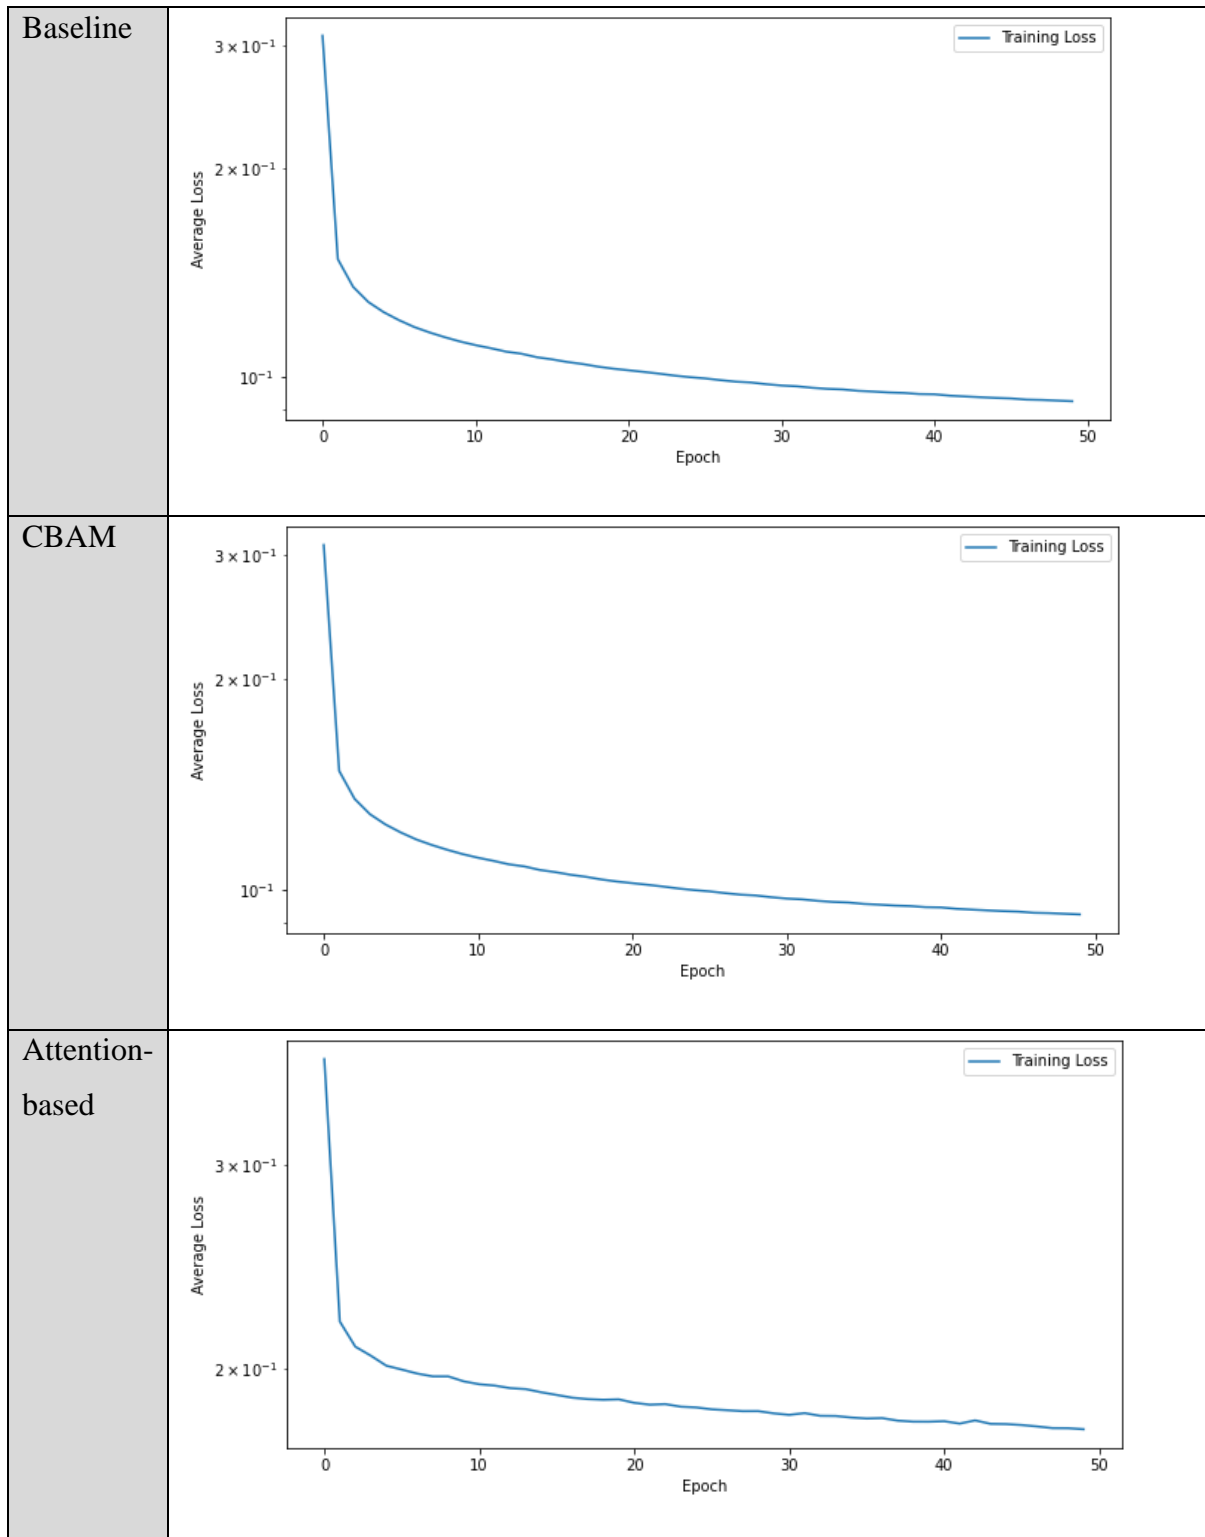 Baseline
Training Loss
3 × 10⁻¹
2 × 10⁻¹
10⁻¹
Average Loss
0 10 20 30 40 50
Epoch
CBAM
Training Loss
3 × 10⁻¹
2 × 10⁻¹
10⁻¹
Average Loss
0 10 20 30 40 50
Epoch
Attention-
based
Training Loss
3 × 10⁻¹
2 × 10⁻¹
Average Loss
0 10 20 30 40 50
Epoch